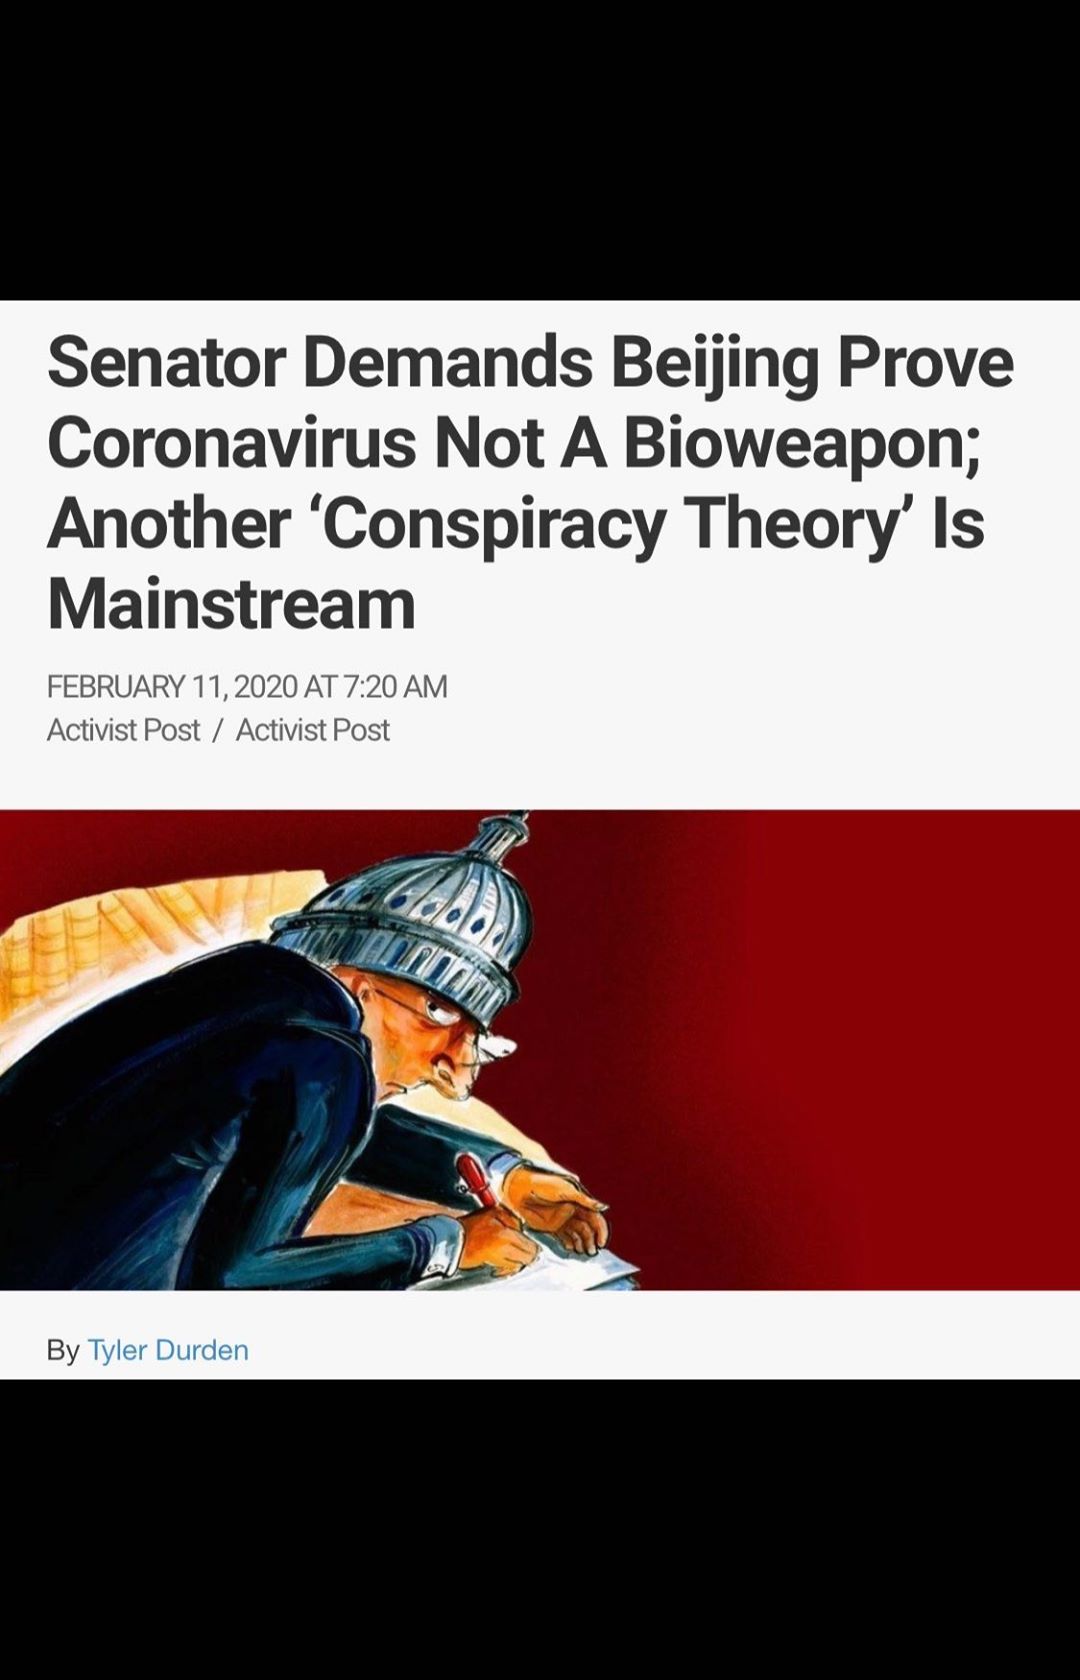 Senator Demands Beijing Prove
Coronavirus Not A Bioweapon;
Another ‘Conspiracy Theory’ Is
Mainstream
FEBRUARY 11, 2020 AT 7:20 AM
Activist Post / Activist Post
By Tyler Durden